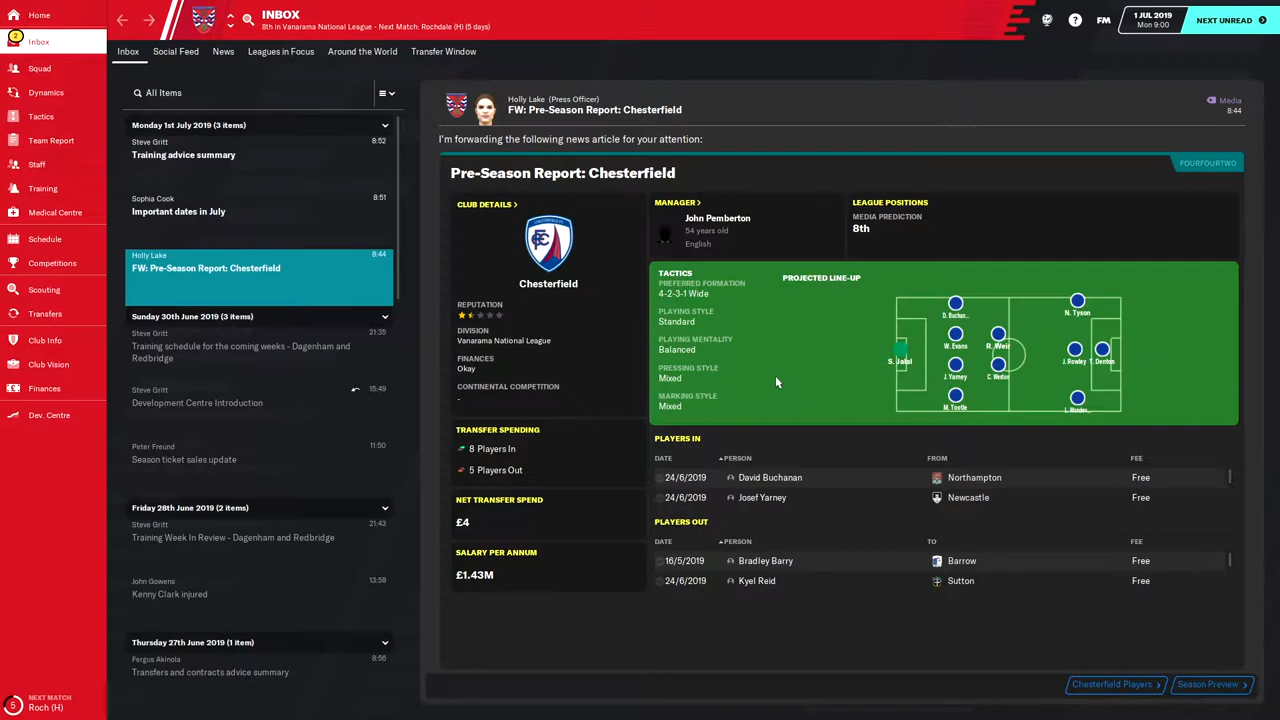 Home
2
Inbox
Squad
Dynamics
Tactics
Team Report
Staff
Training
Medical Centre
Schedule
Competitions
Scouting
Transfers
Club Info
Club Vision
Finances
Dev. Centre
5
NEXT MATCH
Roch (H)
INBOX
8th in Vanarama National League - Next Match: Rochdale (H) (5 days)
FM
1 JUL 2019
Mon 9:00
NEXT UNREAD
Inbox
Social Feed
News
Leagues in Focus
Around the World
Transfer Window
All Items
Monday 1st July 2019 (3 items)
Steve Gritt
8:52
Training advice summary
Sophia Cook
8:51
Important dates in July
Holly Lake
8:44
FW: Pre-Season Report: Chesterfield
Sunday 30th June 2019 (3 items)
Steve Gritt
21:35
Training schedule for the coming weeks - Dagenham and
Redbridge
Steve Gritt
15:49
Development Centre Introduction
Peter Freund
11:50
Season ticket sales update
Friday 28th June 2019 (2 items)
Steve Gritt
21:43
Training Week In Review - Dagenham and Redbridge
John Gowens
13:58
Kenny Clark injured
Thursday 27th June 2019 (1 item)
Fergus Akinola
8:56
Transfers and contracts advice summary
Holly Lake (Press Officer)
FW: Pre-Season Report: Chesterfield
Media
8:44
I'm forwarding the following news article for your attention:
FOURFOURTWO
Pre-Season Report: Chesterfield
CLUB DETAILS >
Chesterfield
REPUTATION
DIVISION
Vanarama National League
FINANCES
Okay
CONTINENTAL COMPETITION
-
TRANSFER SPENDING
8 Players In
5 Players Out
NET TRANSFER SPEND
£4
SALARY PER ANNUM
£1.43M
MANAGER >
John Pemberton
54 years old
English
LEAGUE POSITIONS
MEDIA PREDICTION
8th
TACTICS
PREFERRED FORMATION
4-2-3-1 Wide
PLAYING STYLE
Standard
PLAYING MENTALITY
Balanced
PRESSING STYLE
Mixed
MARKING STYLE
Mixed
PROJECTED LINE-UP
D. Buchan...
N. Tyson
W. Evans
R. Weir
S. Jalal
J. Rowley
T. Denton
J. Yarney
C. Weston
M. Tootle
L. Mandev...
PLAYERS IN
DATE PERSON FROM FEE
24/6/2019 David Buchanan Northampton Free
24/6/2019 Josef Yarney Newcastle Free
PLAYERS OUT
DATE PERSON TO FEE
16/5/2019 Bradley Barry Barrow Free
24/6/2019 Kyel Reid Sutton Free
Chesterfield Players >
Season Preview >